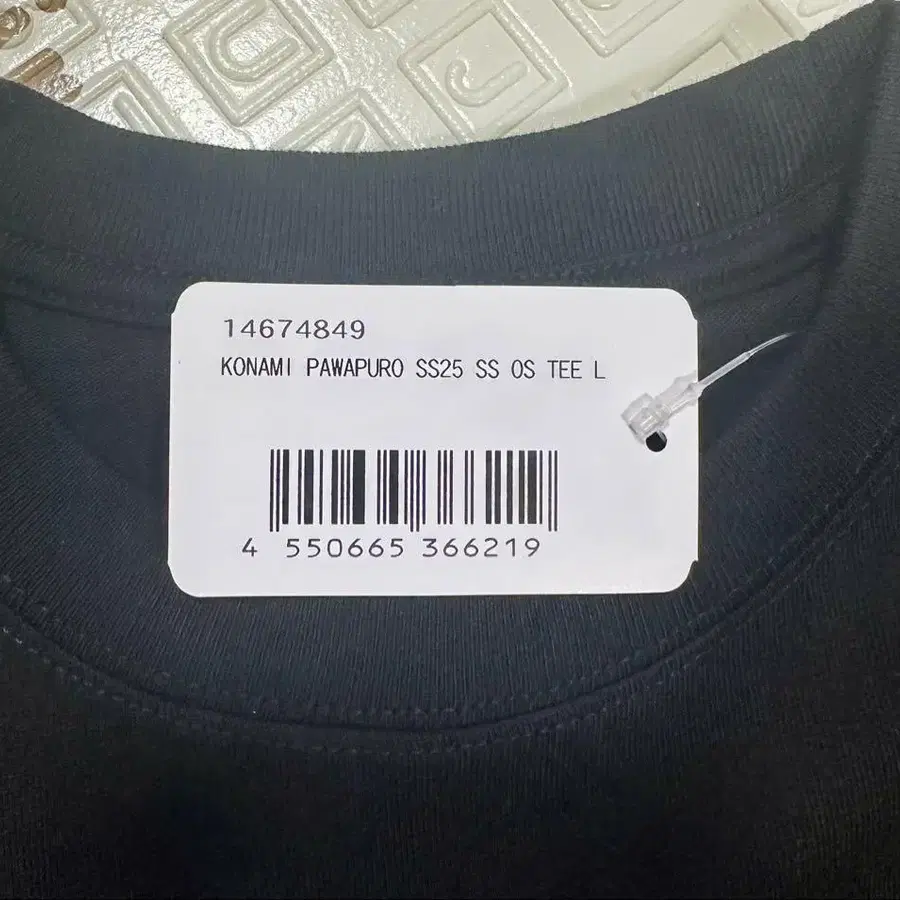 14674849
KONAMI PAWAPURO SS25 SS OS TEE L
4 550665 366219